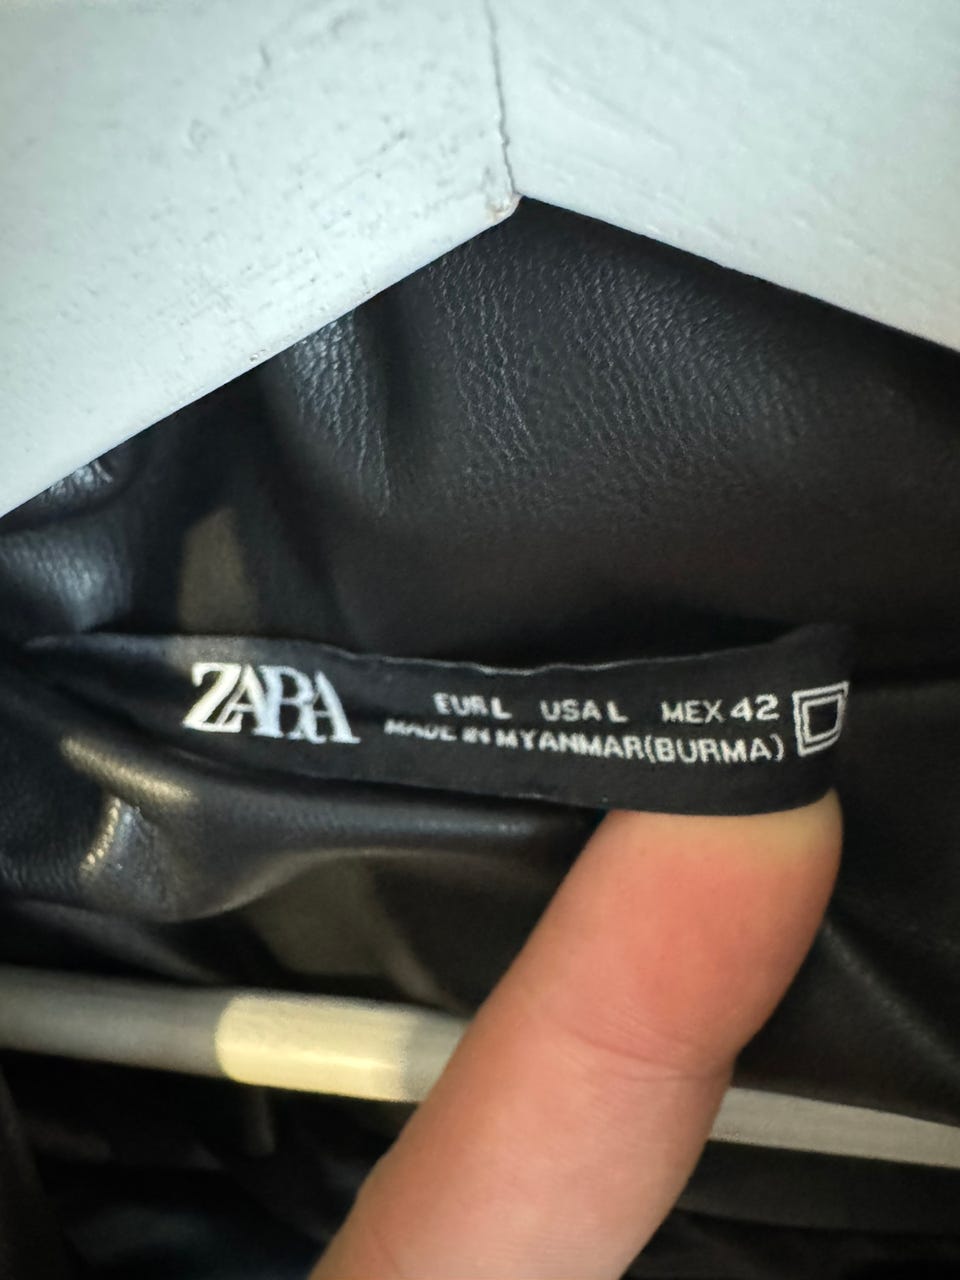 ZARA
EUR L USA L MEX 42
MADE IN MYANMAR(BURMA)